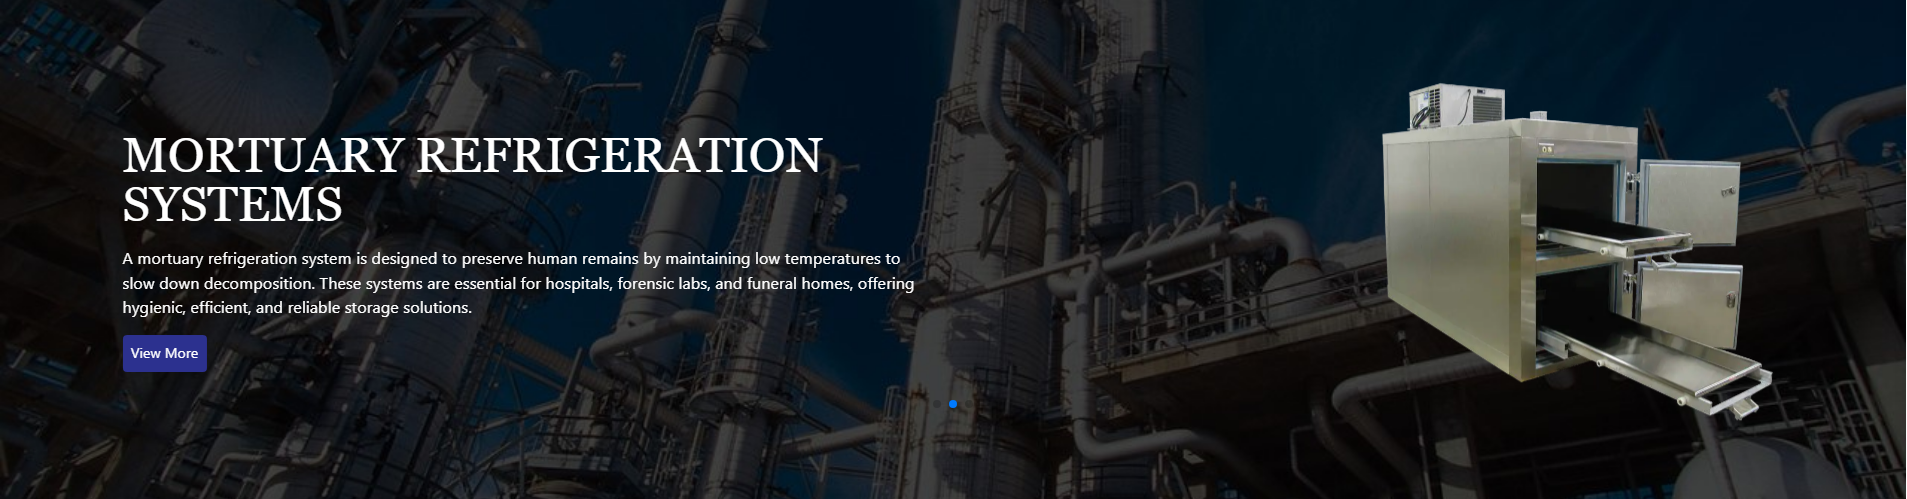 MORTUARY REFRIGERATION
SYSTEMS
A mortuary refrigeration system is designed to preserve human remains by maintaining low temperatures to
slow down decomposition. These systems are essential for hospitals, forensic labs, and funeral homes, offering
hygienic, efficient, and reliable storage solutions.
View More